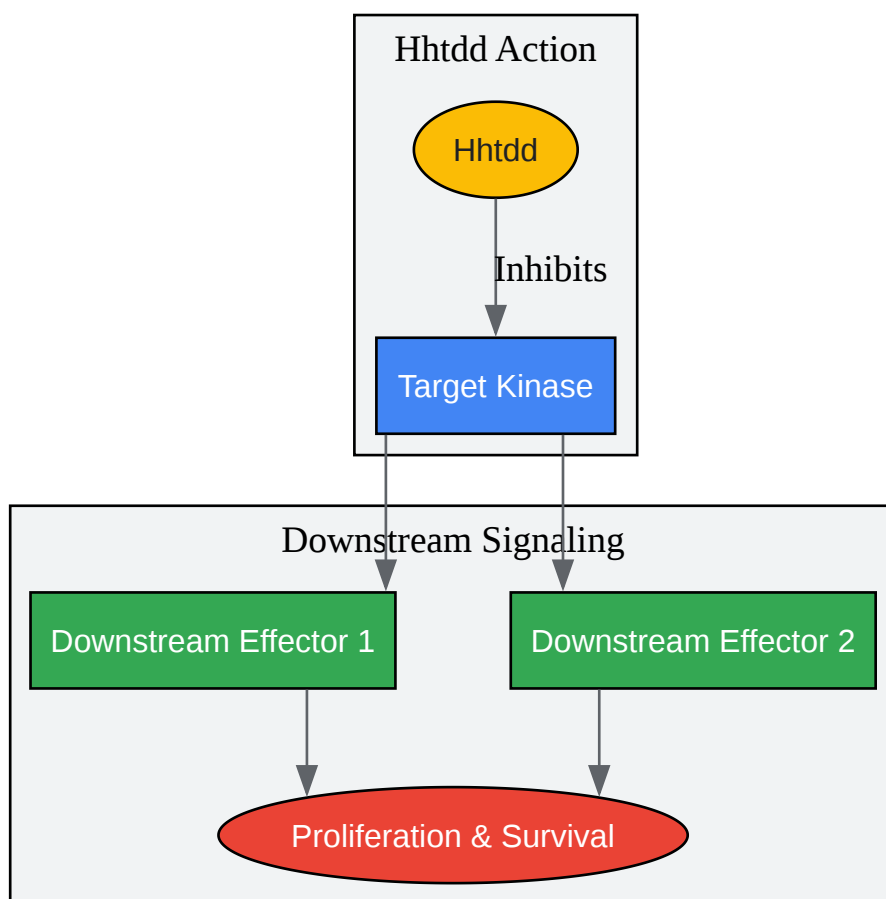 Hhtdd Action
Hhtdd
Inhibits
Target Kinase
Downstream Signaling
Downstream Effector 1
Downstream Effector 2
Proliferation & Survival